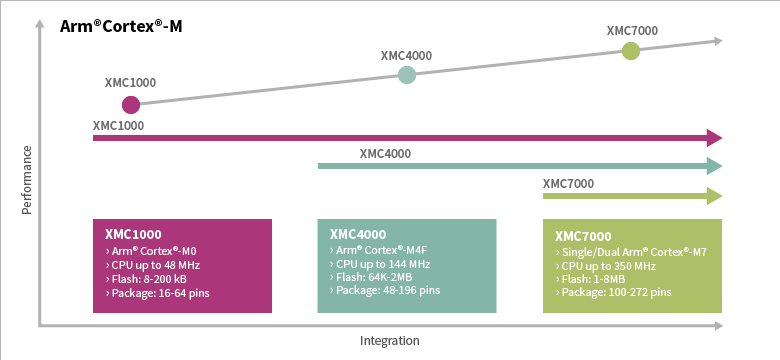 Arm®Cortex®-M
XMC7000
XMC4000
XMC1000
XMC1000
XMC4000
XMC7000
Performance
XMC1000
› Arm® Cortex®-M0
› CPU up to 48 MHz
› Flash: 8-200 kB
› Package: 16-64 pins
XMC4000
› Arm® Cortex®-M4F
› CPU up to 144 MHz
› Flash: 64K-2MB
› Package: 48-196 pins
XMC7000
› Single/Dual Arm® Cortex®-M7
› CPU up to 350 MHz
› Flash: 1-8MB
› Package: 100-272 pins
Integration